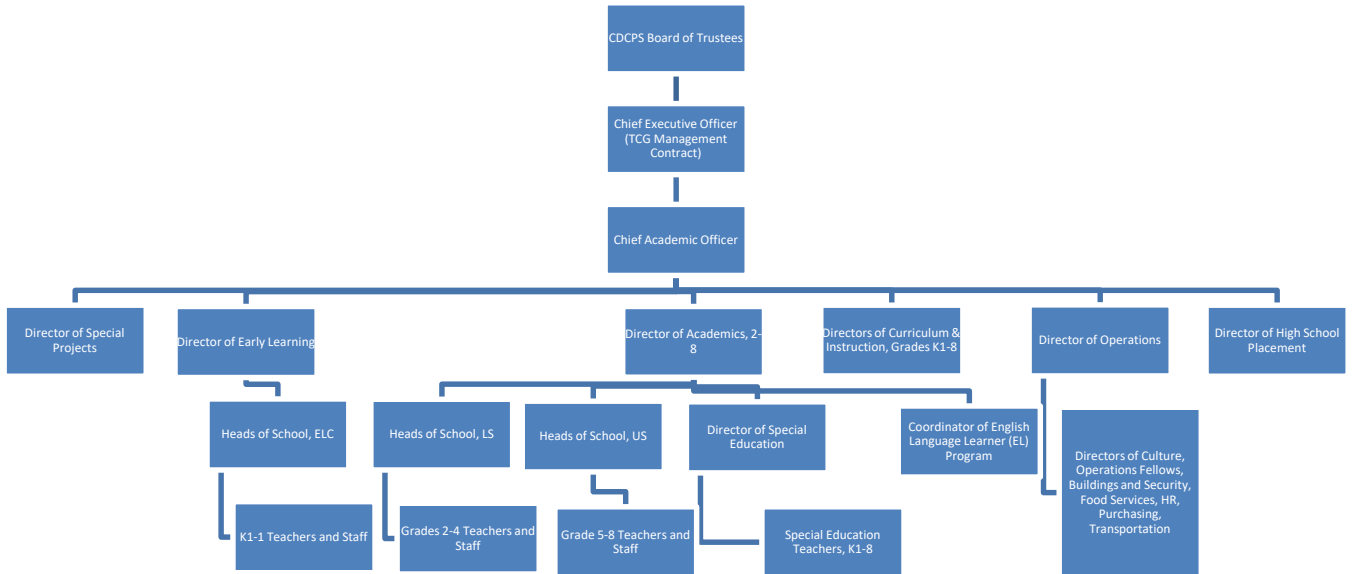 CDCPS Board of Trustees
Chief Executive Officer
(TCG Management
Contract)
Chief Academic Officer
Director of Special
Projects
Director of Early Learning
Director of Academics, 2-
8
Directors of Curriculum &
Instruction, Grades K1-8
Director of Operations
Director of High School
Placement
Heads of School, ELC
Heads of School, LS
Heads of School, US
Director of Special
Education
Coordinator of English
Language Learner (EL)
Program
Directors of Culture,
Operations Fellows,
Buildings and Security,
Food Services, HR,
Purchasing,
Transportation
K1-1 Teachers and Staff
Grades 2-4 Teachers and
Staff
Grade 5-8 Teachers and
Staff
Special Education
Teachers, K1-8